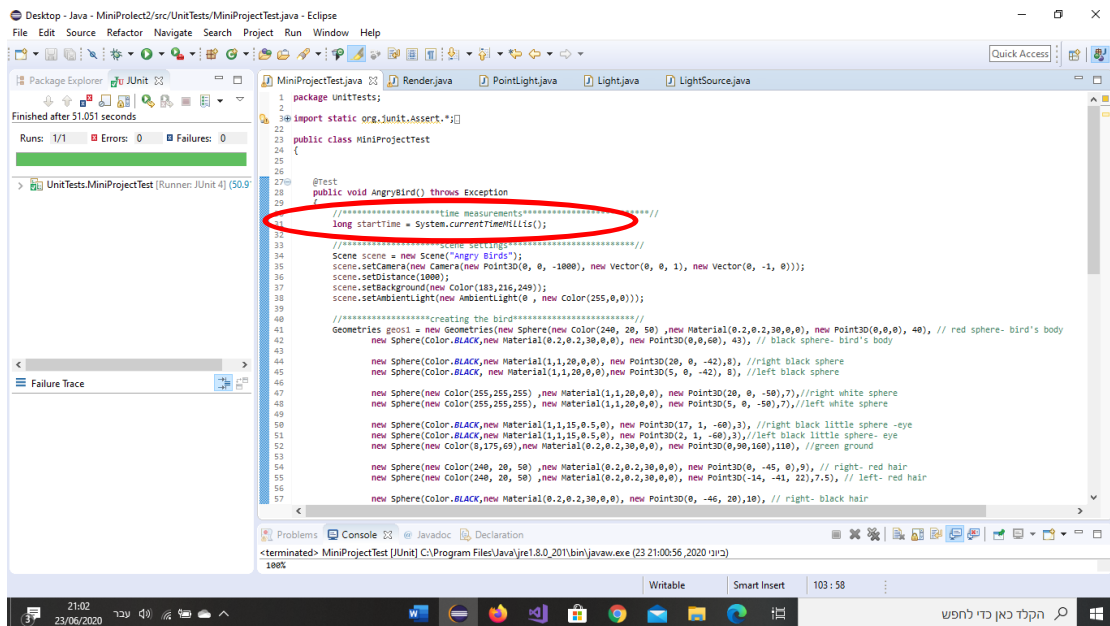 Desktop - Java - MiniProlect2/src/UnitTests/MiniProjectTest.java - Eclipse
File Edit Source Refactor Navigate Search Project Run Window Help
Quick Access
Package Explorer JUnit
Finished after 51.051 seconds
Runs: 1/1 Errors: 0 Failures: 0
UnitTests.MiniProjectTest [Runner: JUnit 4] (50.9
Failure Trace
MiniProjectTest.java Render.java PointLight.java Light.java LightSource.java
1 package UnitTests;
2
3 import static org.junit.Assert.*;
22
23 public class MiniProjectTest
24 {
25
26
27 @Test
28 public void AngryBird() throws Exception
29 {
//********************time measurements**************************//
31 long startTime = System.currentTimeMillis();
32
33 //********************scene settings**************************//
34 Scene scene = new Scene("Angry Birds");
35 scene.setCamera(new Camera(new Point3D(0, 0, -1000), new Vector(0, 0, 1), new Vector(0, -1, 0)));
36 scene.setDistance(1000);
37 scene.setBackground(new Color(183,216,249));
38 scene.setAmbientLight(new AmbientLight(0 , new Color(255,0,0)));
39
40 //******************creating the bird*************************//
41 Geometries geos1 = new Geometries(new Sphere(new Color(240, 20, 50) ,new Material(0.2,0.2,30,0,0), new Point3D(0,0,0), 40), // red sphere- bird's body
42 new Sphere(Color.BLACK,new Material(0.2,0.2,30,0,0), new Point3D(0,0,60), 43), // black sphere- bird's body
43
44 new Sphere(Color.BLACK,new Material(1,1,20,0,0), new Point3D(20, 0, -42),8), //right black sphere
45 new Sphere(Color.BLACK, new Material(1,1,20,0,0),new Point3D(5, 0, -42), 8), //left black sphere
46
47 new Sphere(new Color(255,255,255) ,new Material(1,1,20,0,0), new Point3D(20, 0, -50),7),//right white sphere
48 new Sphere(new Color(255,255,255), new Material(1,1,20,0,0), new Point3D(5, 0, -50),7),//left white sphere
49
50 new Sphere(Color.BLACK,new Material(1,1,15,0.5,0), new Point3D(17, 1, -60),3), //right black little sphere -eye
51 new Sphere(Color.BLACK,new Material(1,1,15,0.5,0), new Point3D(2, 1, -60),3),//left black little sphere- eye
52 new Sphere(new Color(8,175,69),new Material(0.2,0.2,30,0,0), new Point3D(0,90,160),110), //green ground
53
54 new Sphere(new Color(240, 20, 50) ,new Material(0.2,0.2,30,0,0), new Point3D(0, -45, 0),9), // right- red hair
55 new Sphere(new Color(240, 20, 50) ,new Material(0.2,0.2,30,0,0), new Point3D(-14, -41, 22),7.5), // left- red hair
56
57 new Sphere(Color.BLACK,new Material(0.2,0.2,30,0,0), new Point3D(0, -46, 20),10), // right- black hair
Problems Console Javadoc Declaration
<terminated> MiniProjectTest [JUnit] C:\Program Files\Java\jre1.8.0_201\bin\javaw.exe (23 ביוני 2020, 21:00:56)
100%
Writable Smart Insert 103 : 58
3 21:02 עבר הקלד כאן כדי לחפש
23/06/2020